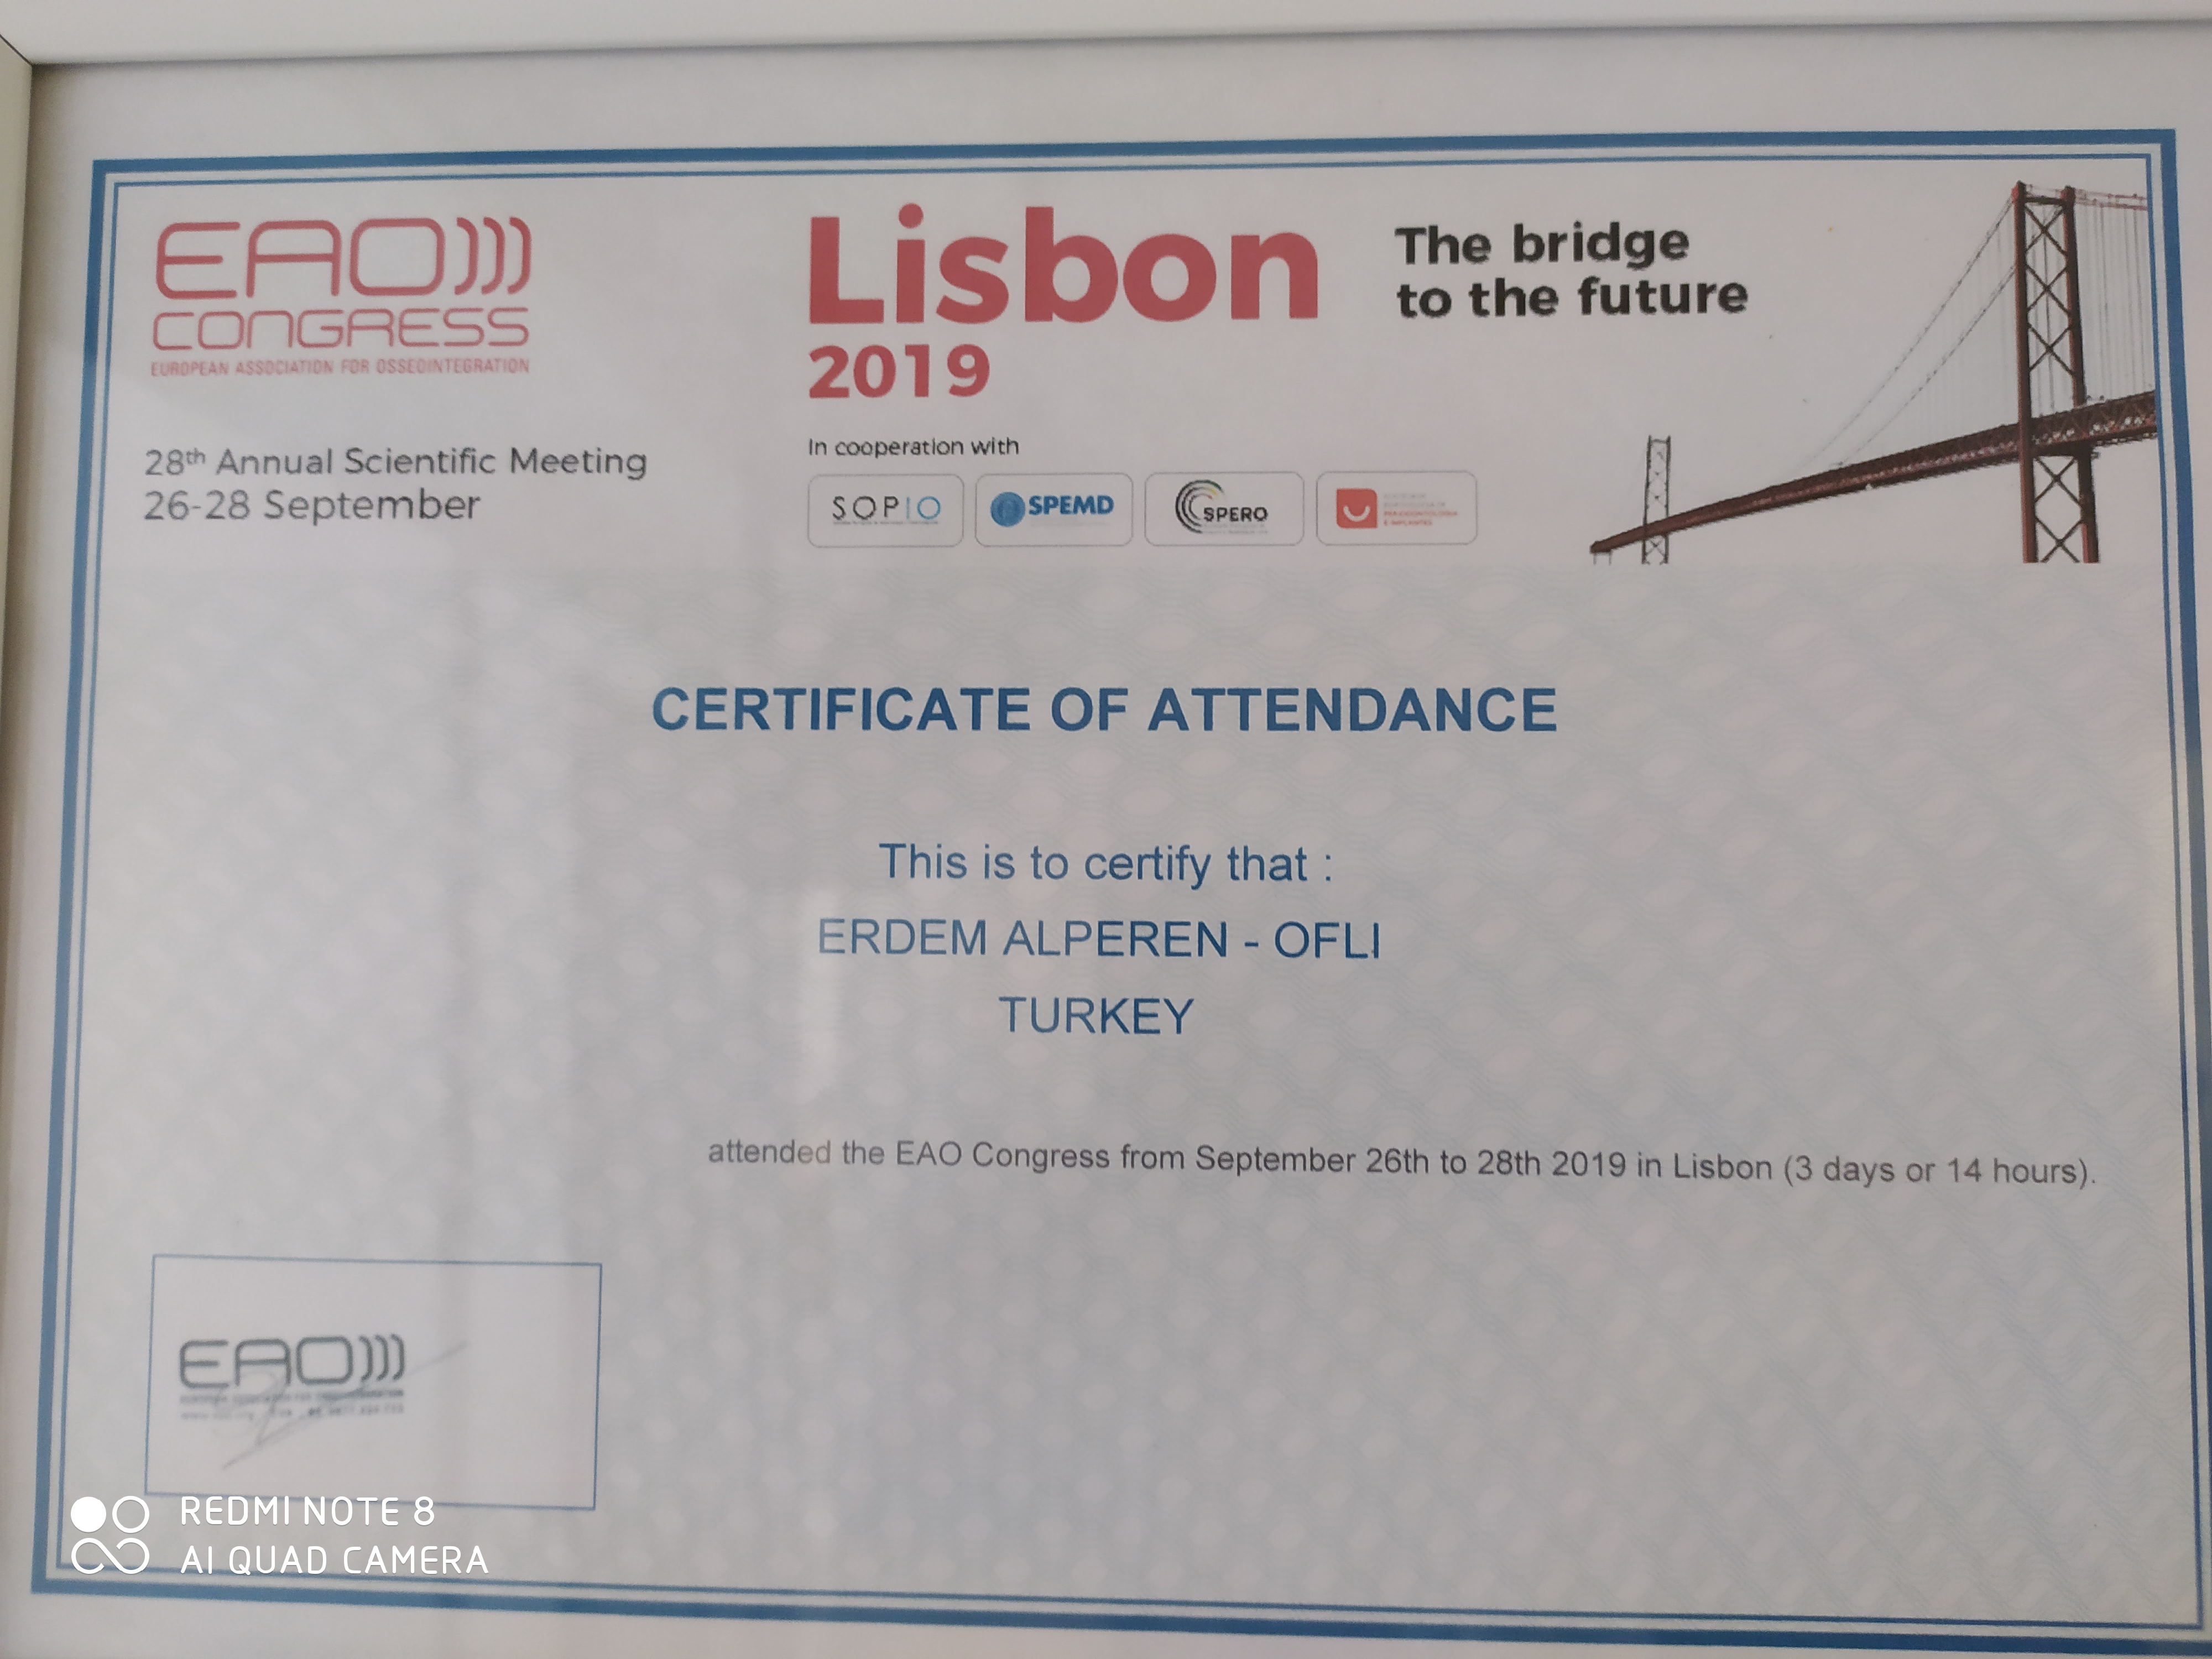 EAO)))
CONGRESS
EUROPEAN ASSOCIATION FOR OSSEOINTEGRATION
28th Annual Scientific Meeting
26-28 September
Lisbon
2019
The bridge
to the future
In cooperation with
SOPIO
SPEMD
SPERO
CERTIFICATE OF ATTENDANCE
This is to certify that :
ERDEM ALPEREN - OFLI
TURKEY
attended the EAO Congress from September 26th to 28th 2019 in Lisbon (3 days or 14 hours).
EAO)))
REDMI NOTE 8
AI QUAD CAMERA